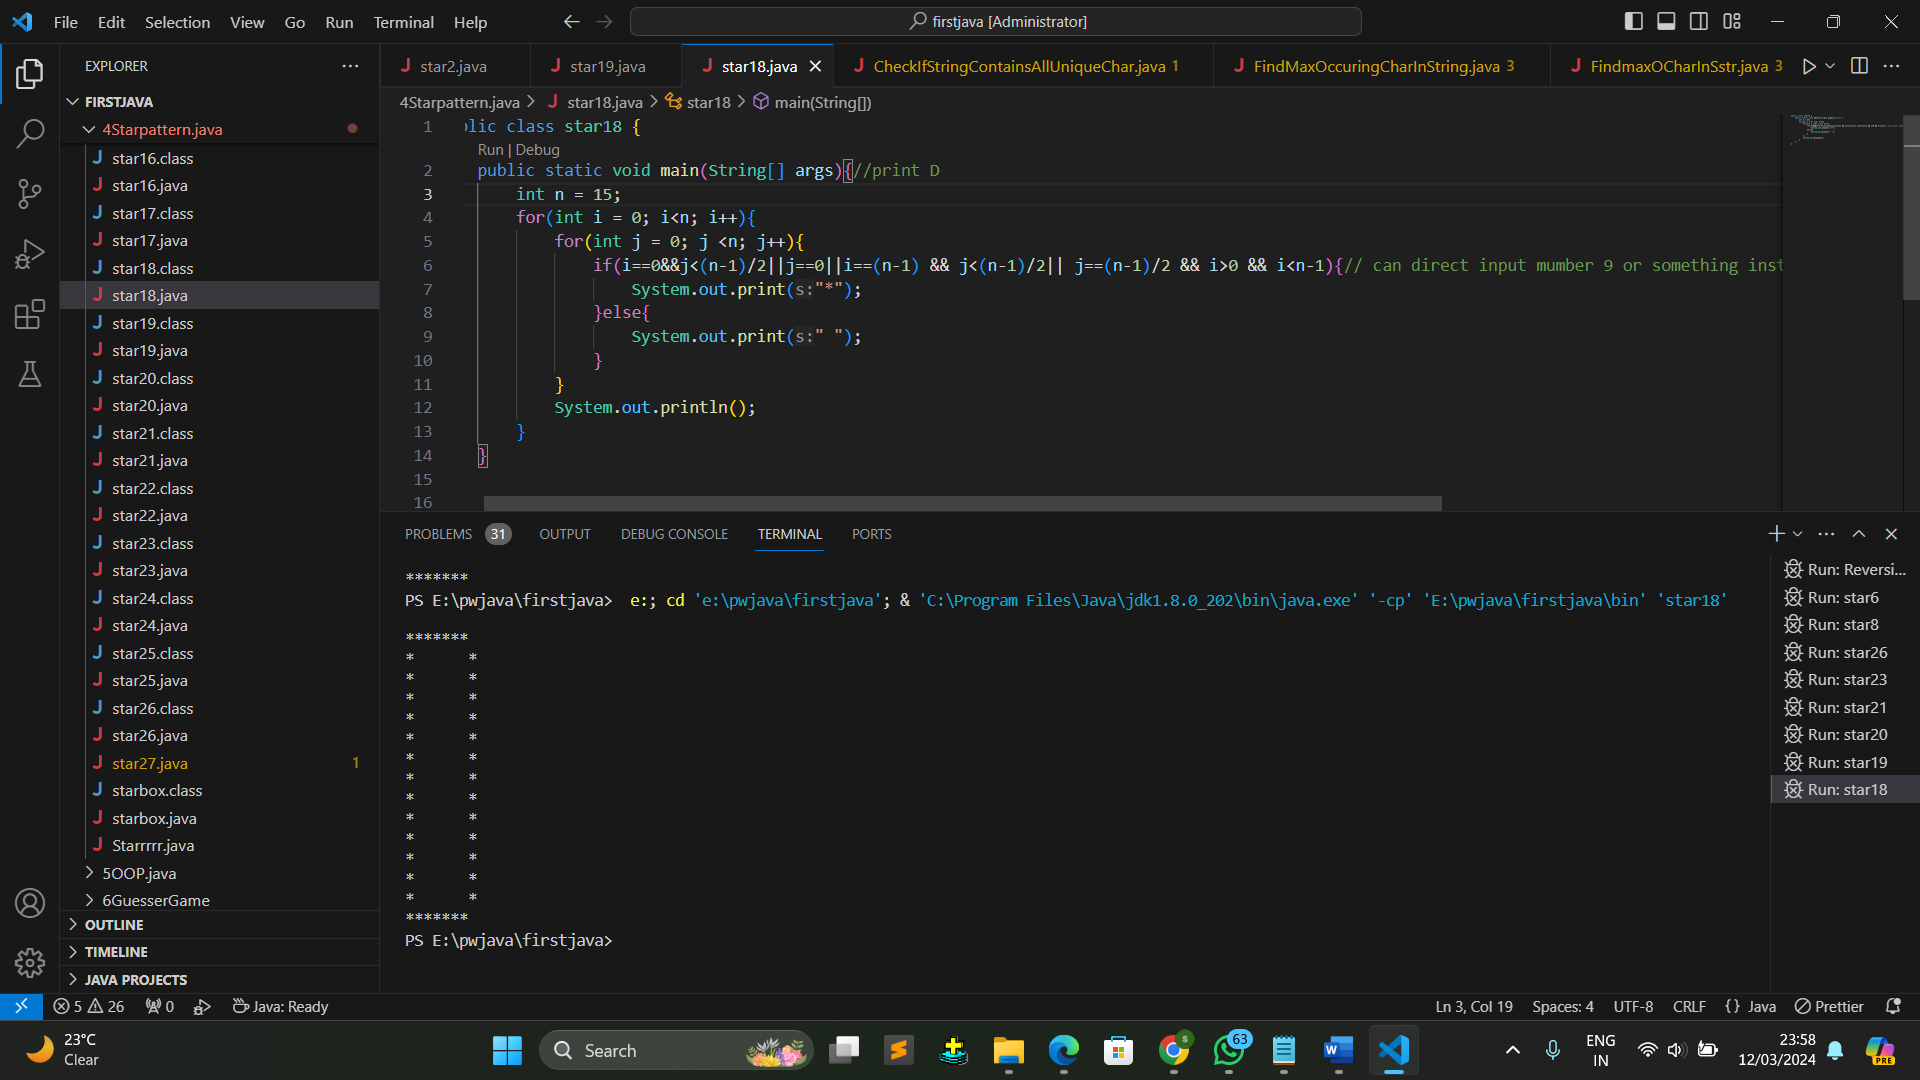 File Edit Selection View Go Run Terminal Help
firstjava [Administrator]
EXPLORER
star2.java
star19.java
star18.java
CheckIfStringContainsAllUniqueChar.java 1
FindMaxOccuringCharInString.java 3
FindmaxOCharInSstr.java 3
4Starpattern.java > star18.java > star18 > main(String[])
FIRSTJAVA
4Starpattern.java
star16.class
star16.java
star17.class
star17.java
star18.class
star18.java
star19.class
star19.java
star20.class
star20.java
star21.class
star21.java
star22.class
star22.java
star23.class
star23.java
star24.class
star24.java
star25.class
star25.java
star26.class
star26.java
star27.java 1
starbox.class
starbox.java
Starrrrr.java
5OOP.java
6GuesserGame
OUTLINE
TIMELINE
JAVA PROJECTS
1 lic class star18 {
Run | Debug
2 public static void main(String[] args){//print D
3 int n = 15;
4 for(int i = 0; i<n; i++){
5 for(int j = 0; j <n; j++){
6 if(i==0&&j<(n-1)/2||j==0||i==(n-1) && j<(n-1)/2|| j==(n-1)/2 && i>0 && i<n-1){// can direct input mumber 9 or something inst
7 System.out.print(s:"*");
8 }else{
9 System.out.print(s:" ");
10 }
11 }
12 System.out.println();
13 }
14 }
15
16
PROBLEMS 31 OUTPUT DEBUG CONSOLE TERMINAL PORTS
*******
PS E:\pwjava\firstjava> e:; cd 'e:\pwjava\firstjava'; & 'C:\Program Files\Java\jdk1.8.0_202\bin\java.exe' '-cp' 'E:\pwjava\firstjava\bin' 'star18'
*******
*      *
*      *
*      *
*      *
*      *
*      *
*      *
*      *
*      *
*      *
*      *
*      *
*      *
*******
PS E:\pwjava\firstjava>
Run: Reversi...
Run: star6
Run: star8
Run: star26
Run: star23
Run: star21
Run: star20
Run: star19
Run: star18
5 26 0 Java: Ready
Ln 3, Col 19 Spaces: 4 UTF-8 CRLF {} Java Prettier
23°C
Clear
Search
63
PRE
ENG
IN
23:58
12/03/2024